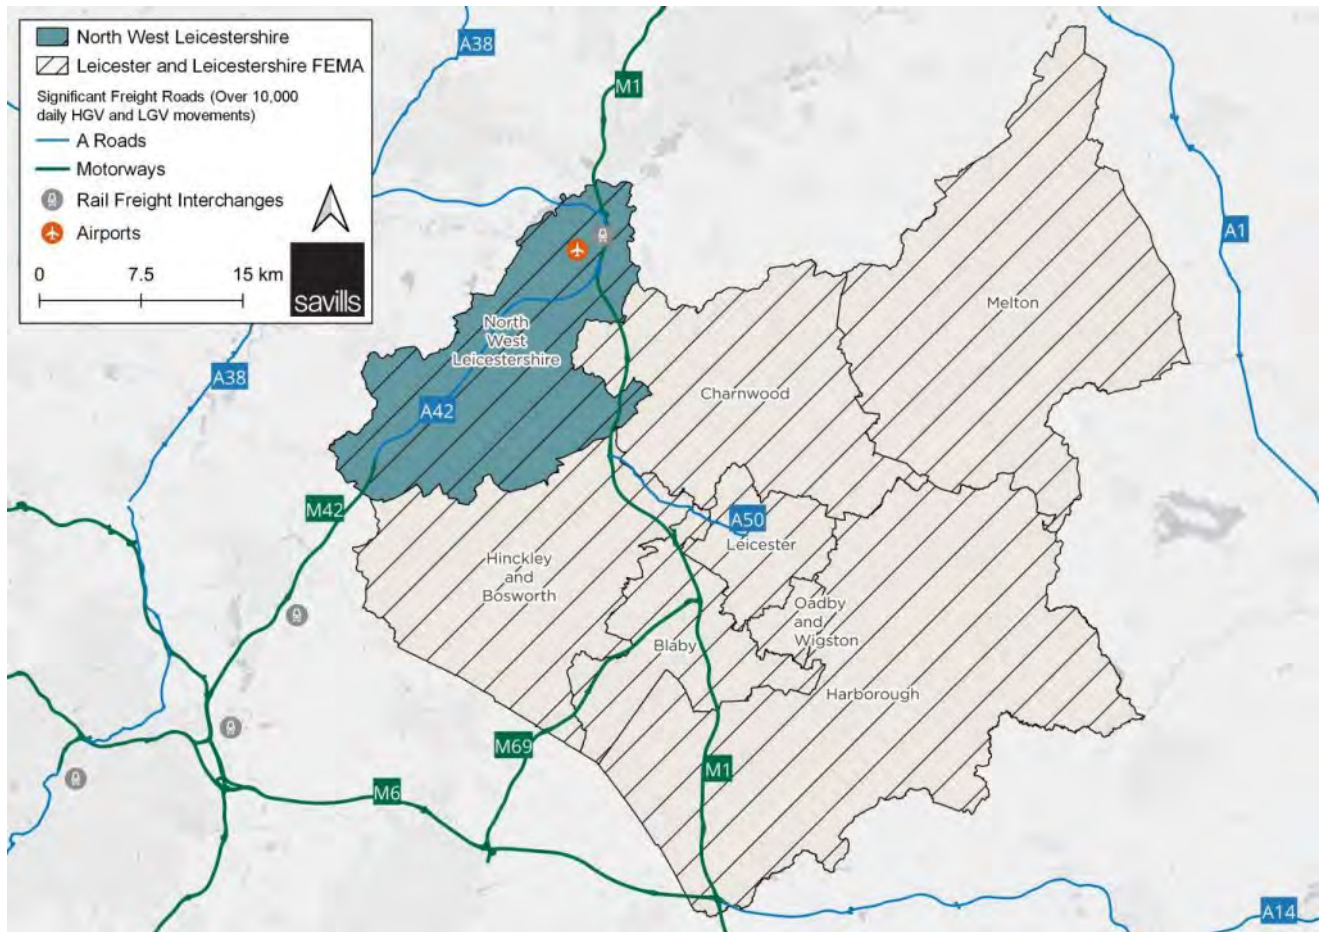 North West Leicestershire
Leicester and Leicestershire FEMA
Significant Freight Roads (Over 10,000
daily HGV and LGV movements)
A Roads
Motorways
Rail Freight Interchanges
Airports
0 7.5 15 km
savills
A38
M1
A1
Melton
North
West
Leicestershire
A38
Charnwood
A42
M42
A50
Leicester
Hinckley
and
Bosworth
Oadby
and
Wigston
Blaby
Harborough
M69
M1
M6
A14